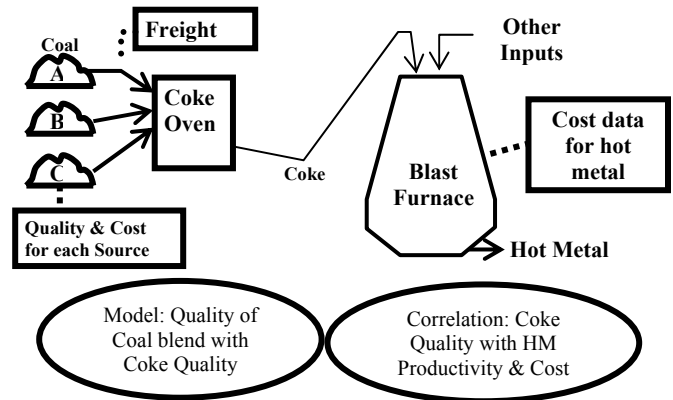 Freight
Coal
A
B
C
Coke
Oven
Quality & Cost
for each Source
Coke
Other
Inputs
Blast
Furnace
Cost data
for hot
metal
Hot Metal
Model: Quality of
Coal blend with
Coke Quality
Correlation: Coke
Quality with HM
Productivity & Cost